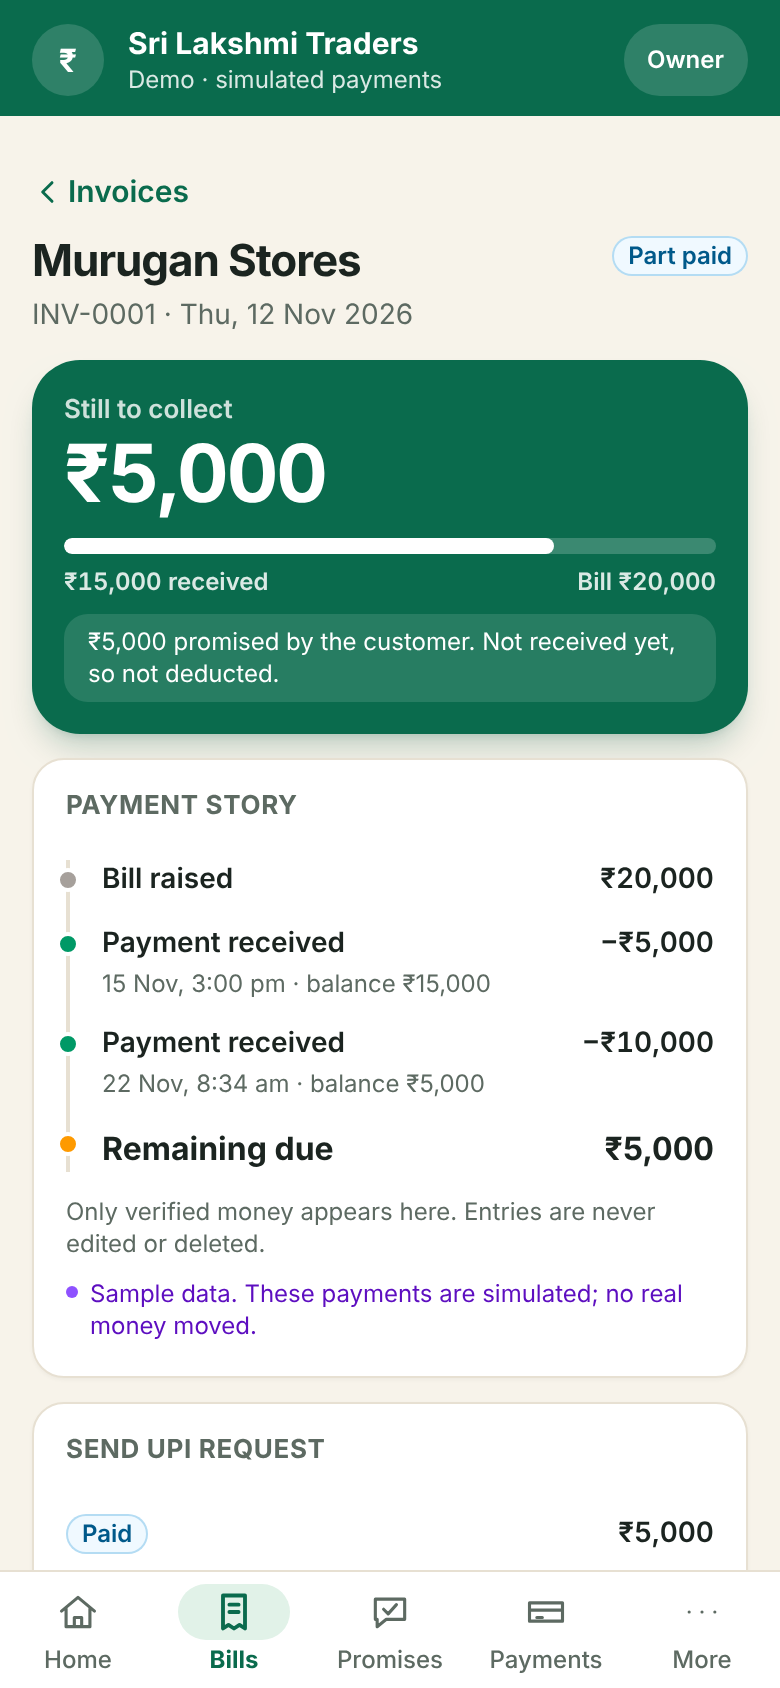 ₹
Sri Lakshmi Traders
Demo · simulated payments
Owner
Invoices
Murugan Stores
Part paid
INV-0001 · Thu, 12 Nov 2026
Still to collect
₹5,000
₹15,000 received
Bill ₹20,000
₹5,000 promised by the customer. Not received yet,
so not deducted.
PAYMENT STORY
Bill raised
₹20,000
Payment received
−₹5,000
15 Nov, 3:00 pm · balance ₹15,000
Payment received
−₹10,000
22 Nov, 8:34 am · balance ₹5,000
Remaining due
₹5,000
Only verified money appears here. Entries are never
edited or deleted.
Sample data. These payments are simulated; no real
money moved.
SEND UPI REQUEST
Paid
₹5,000
Home
Bills
Promises
Payments
More